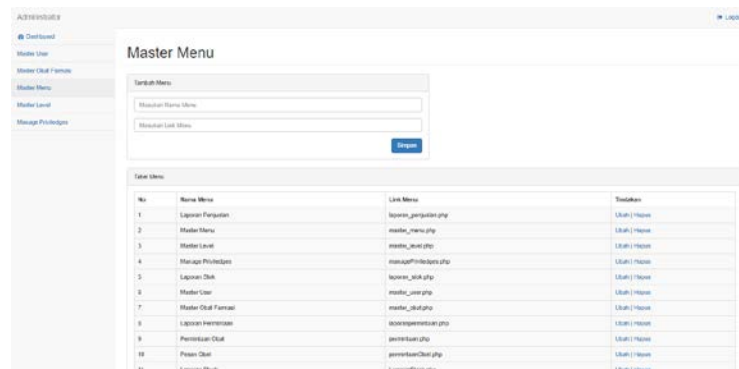 Administrator
Logo
Dashboard
Master User
Master Obat Farmasi
Master Menu
Master Level
Manage Priviledges
Master Menu
Tambah Menu
Masukan Nama Menu
Masukan Link Menu
Simpan
Tabel Menu
No Nama Menu Link Menu Tindakan
1 Laporan Penjualan laporan_penjualan.php Ubah | Hapus
2 Master Menu master_menu.php Ubah | Hapus
3 Master Level master_level.php Ubah | Hapus
4 Manage Priviledges managePriviledges.php Ubah | Hapus
5 Laporan Stok laporan_stok.php Ubah | Hapus
6 Master User master_user.php Ubah | Hapus
7 Master Obat Farmasi master_obat.php Ubah | Hapus
8 Laporan Permintaan laporanpermintaan.php Ubah | Hapus
9 Permintaan Obat permintaan.php Ubah | Hapus
10 Pesan Obat permintaanObat.php Ubah | Hapus